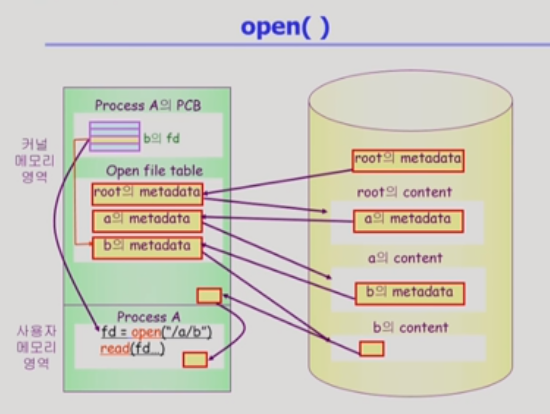 open( )
Process A의 PCB
b의 fd
커널
메모리
영역
Open file table
root의 metadata
a의 metadata
b의 metadata
사용자
메모리
영역
Process A
fd = open("/a/b")
read(fd...)
root의 metadata
root의 content
a의 metadata
a의 content
b의 metadata
b의 content